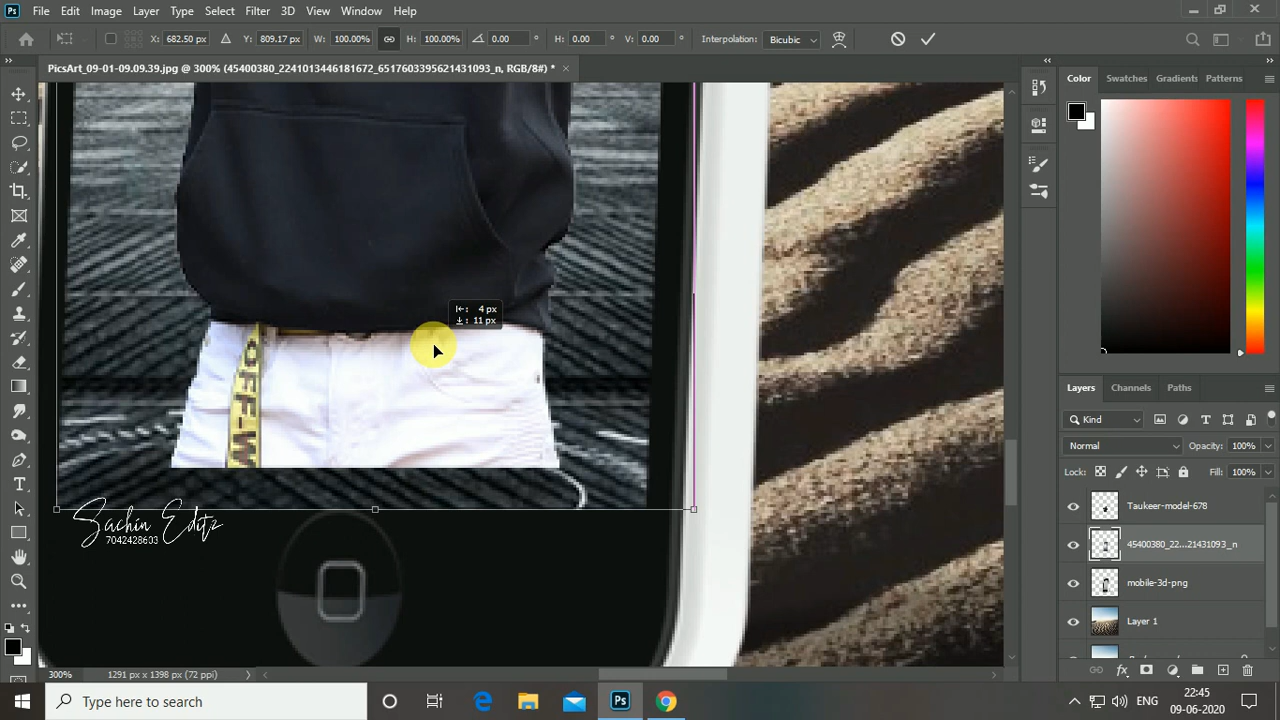 Ps File Edit Image Layer Type Select Filter 3D View Window Help
X: 682.50 px Y: 809.17 px W: 100.00% H: 100.00% 0.00 ° H: 0.00 ° V: 0.00 ° Interpolation: Bicubic
PicsArt_09-01-09.09.39.jpg @ 300% (45400380_2241013446181672_6517603395621431093_n, RGB/8#) *
Color Swatches Gradients Patterns
4 px
11 px
OFF-W
Sachin Editz
7042428603
Layers Channels Paths
Kind
Normal Opacity: 100%
Lock: Fill: 100%
Taukeer-model-678
45400380_22...21431093_n
mobile-3d-png
Layer 1
300% 1291 px x 1398 px (72 ppi)
Type here to search
Ps
ENG
22:45
09-06-2020